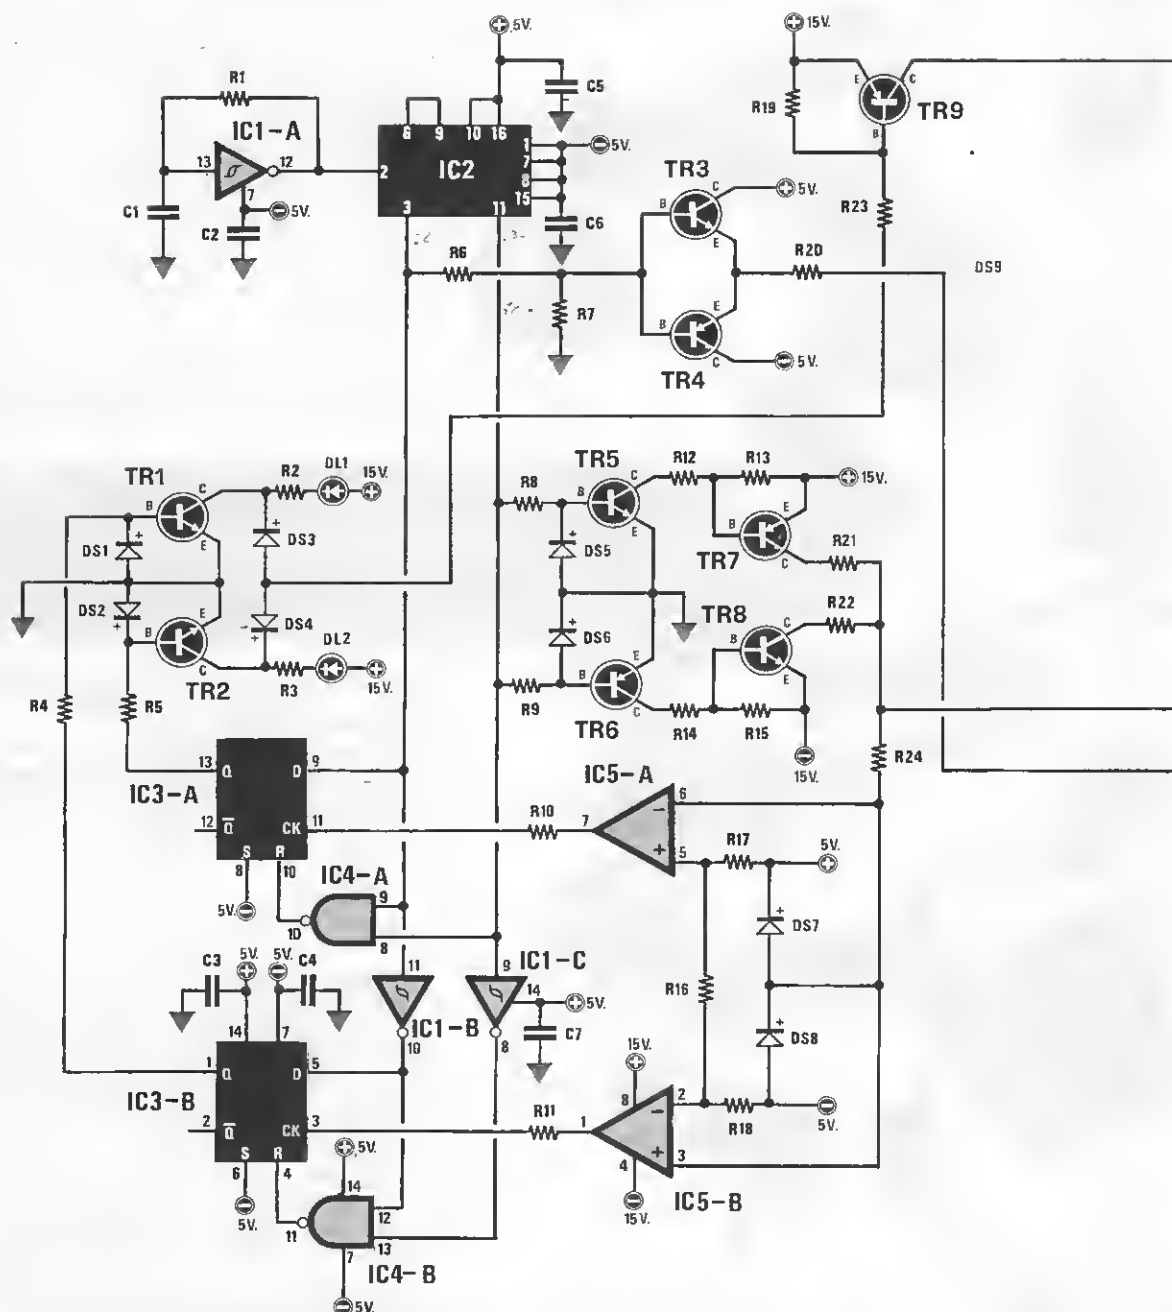 5V.
15V.
R1
C5
E
C
R19
TR9
IC1-A
6
9
10
16
13
12
2
IC2
1
5V.
7
8
15
B
7
5V.
C1
C2
3
11
C6
TR3
C
5V.
B
E
R23
R6
R20
DS9
R7
E
B
C
5V.
TR4
TR1
R2
DL1
15V.
C
B
E
DS1
DS3
DS2
DS4
E
B
C
DL2
TR2
R3
15V.
R4
R5
TR5
R12
R13
15V.
R8
C
B
E
E
B
C
DS5
TR7
R21
TR8
R22
DS6
C
B
E
E
B
C
R9
TR6
R14
R15
15V.
R24
13
Q
D
9
IC3-A
12
Q
CK
11
S
R
8
10
5V.
IC5-A
6
R10
7
5
R17
5V.
IC4-A
9
10
8
DS7
C3
5V.
5V.
C4
11
IC1-B
10
9
IC1-C
14
5V.
8
C7
R16
DS8
14
7
1
Q
D
5
IC3-B
2
Q
CK
3
S
R
6
4
5V.
15V.
8
2
R18
5V.
R11
1
4
3
15V.
IC5-B
5V.
14
12
11
13
7
IC4-B
5V.